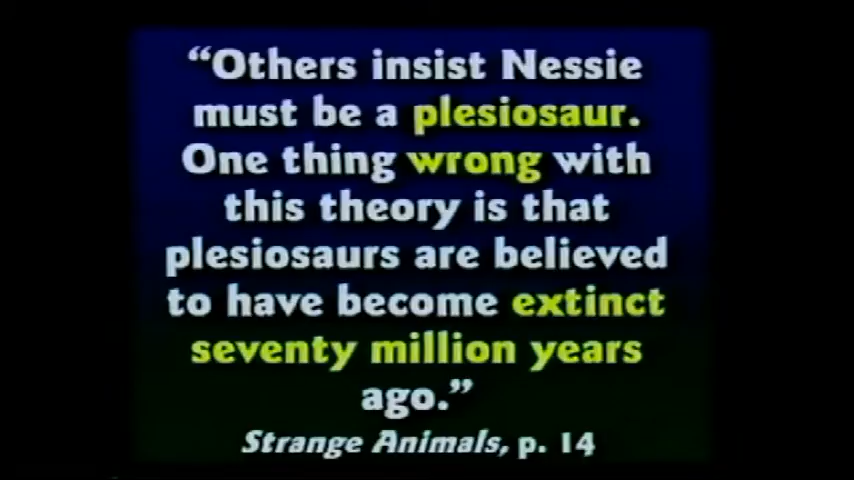 “Others insist Nessie
must be a plesiosaur.
One thing wrong with
this theory is that
plesiosaurs are believed
to have become extinct
seventy million years
ago.”
Strange Animals, p. 14